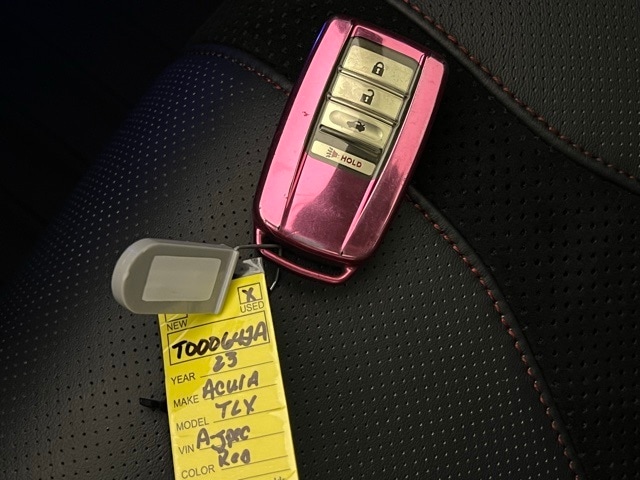 HOLD
X
NEW USED
T000642A
YEAR 23
MAKE Acura
MODEL TLX
VIN A-Spec
COLOR Red